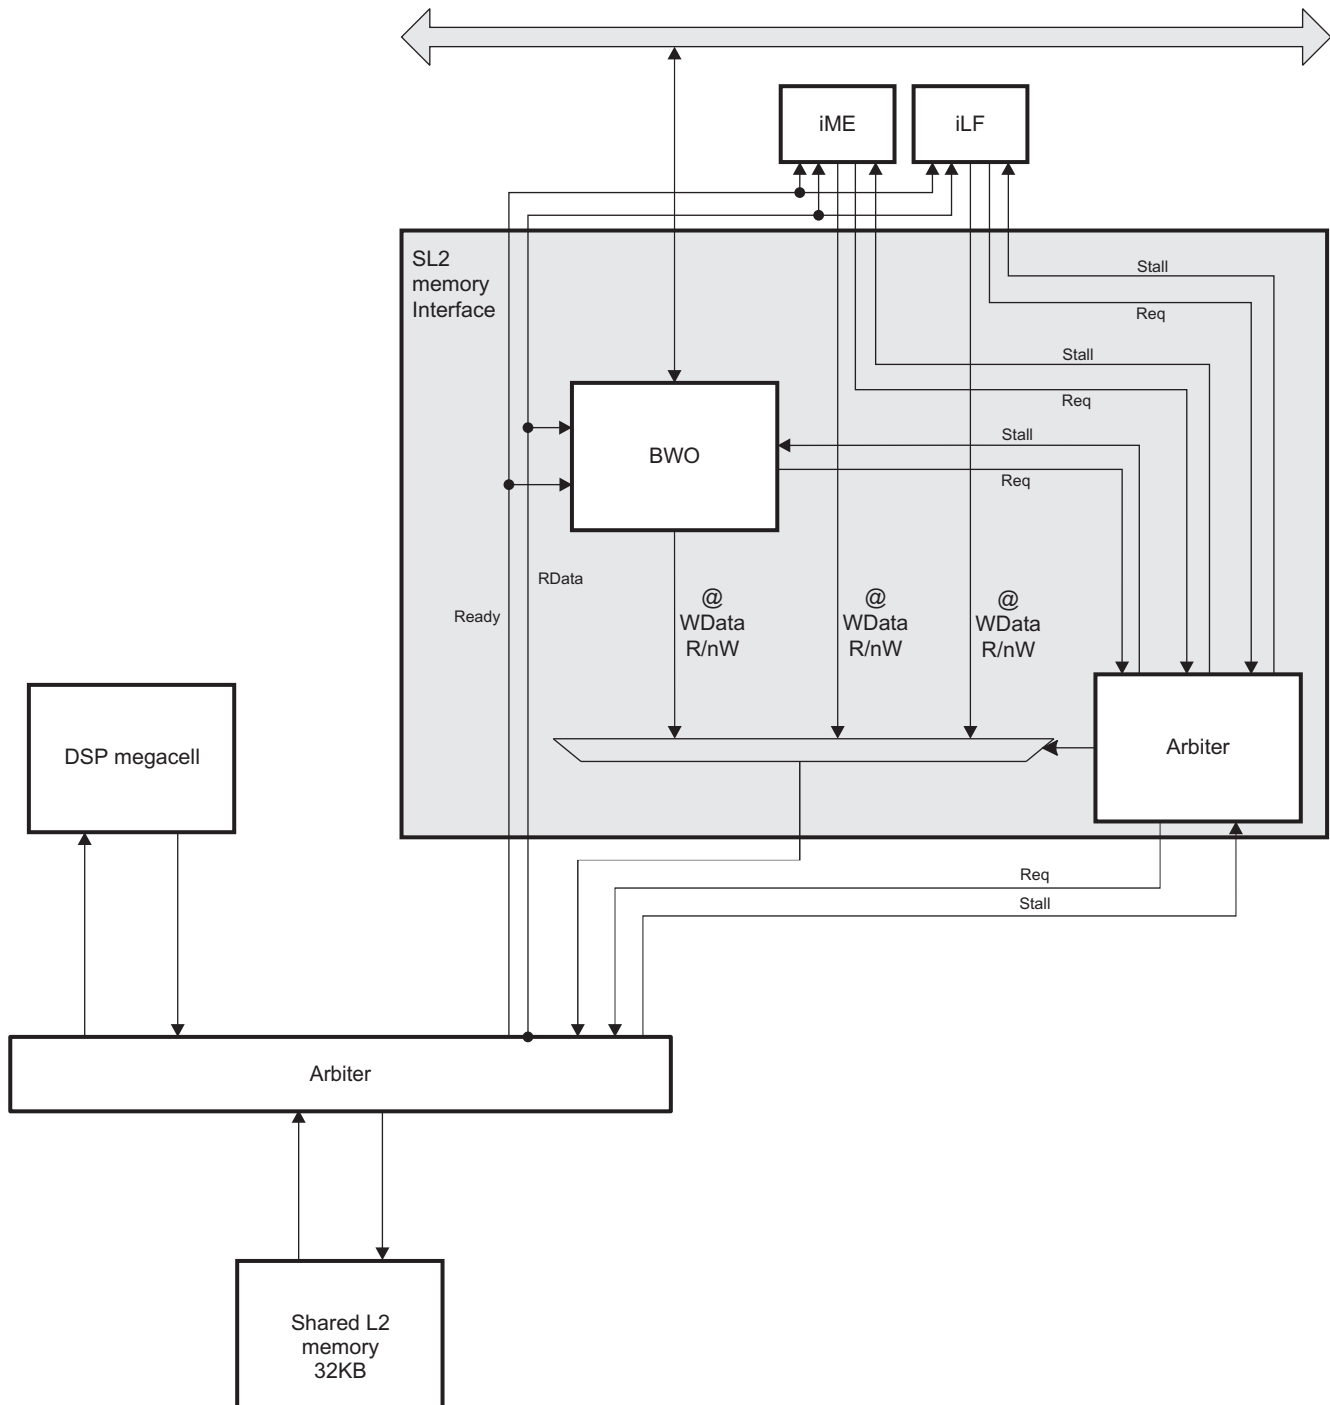 iME
iLF
SL2
memory
Interface
Stall
Req
Stall
Req
Stall
BWO
Req
RData
Ready
@
WData
R/nW
@
WData
R/nW
@
WData
R/nW
DSP megacell
Arbiter
Req
Stall
Arbiter
Shared L2
memory
32KB